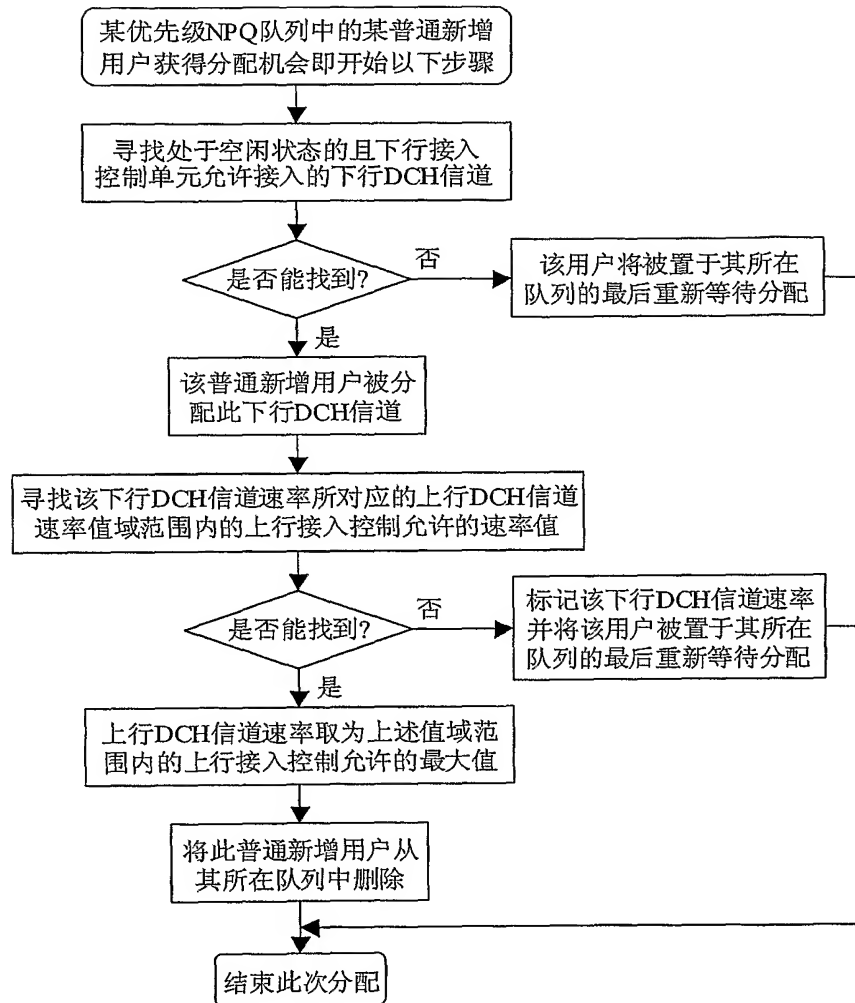 某优先级NPQ队列中的某普通新增
用户获得分配机会即开始以下步骤
寻找处于空闲状态的且下行接入
控制单元允许接入的下行DCH信道
是否能找到?
否
该用户将被置于其所在
队列的最后重新等待分配
是
该普通新增用户被分
配此下行DCH信道
寻找该下行DCH信道速率所对应的上行DCH信道
速率值域范围内的上行接入控制允许的速率值
是否能找到?
否
标记该下行DCH信道速率
并将该用户被置于其所在
队列的最后重新等待分配
是
上行DCH信道速率取为上述值域范
围内的上行接入控制允许的最大值
将此普通新增用户从
其所在队列中删除
结束此次分配